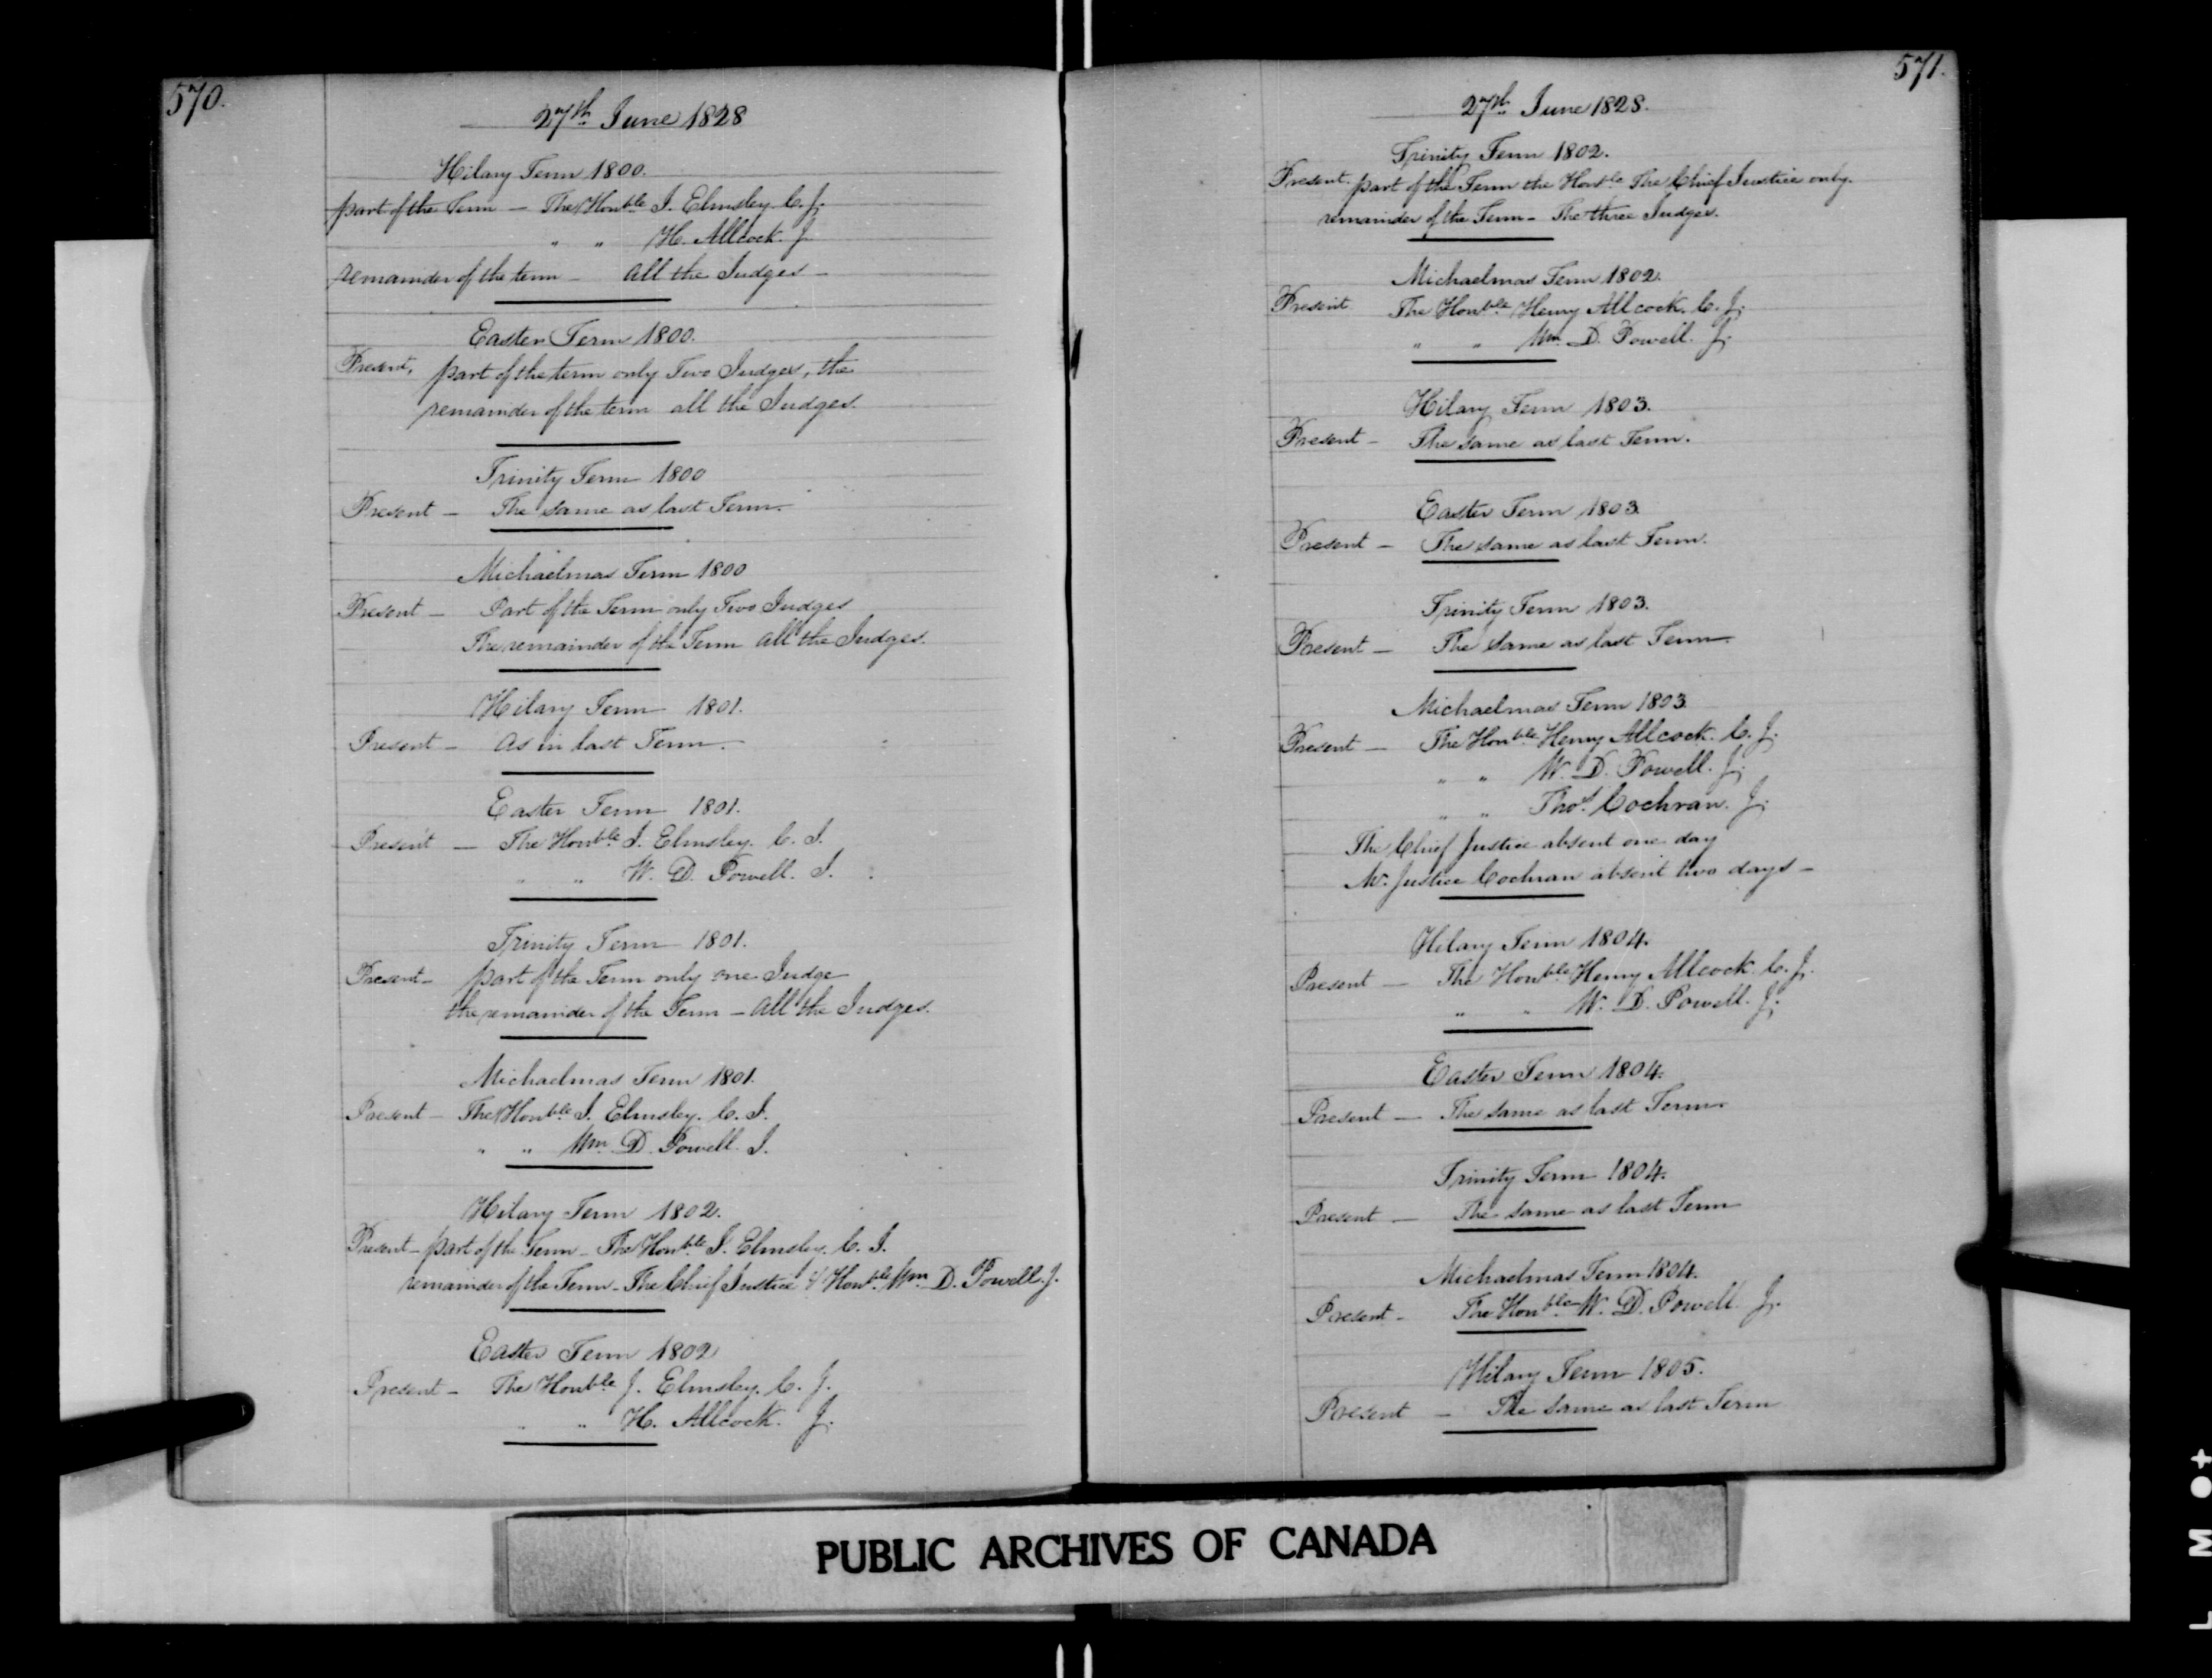 570.
27th June 1828
Hilary Term 1800.
part of the Term — The Honble J. Elmsley. C. J.
" " H. Allcock. J.
remainder of the term — all the Judges —
Easter Term 1800.
Present, part of the term only Two Judges, the
remainder of the term all the Judges.
Trinity Term 1800
Present — The same as last Term.
Michaelmas Term 1800
Present — Part of the Term only Two Judges
The remainder of the Term all the Judges.
Hilary Term 1801.
Present — As in last Term.
Easter Term 1801.
Present — The Honble J. Elmsley. C. J.
" " W. D. Powell. J.
Trinity Term 1801.
Present — part of the Term only one Judge
the remainder of the Term — all the Judges.
Michaelmas Term 1801.
Present — The Honble J. Elmsley. C. J.
" " Wm D. Powell. J.
Hilary Term 1802.
Present — part of the Term — The Honble J. Elmsley. C. J.
remainder of the Term — The Chief Justice & Honble Wm D. Powell. J.
Easter Term 1802
Present — The Honble J. Elmsley. C. J.
" " H. Allcock. J.
571.
27th June 1828.
Trinity Term 1802.
Present. part of the Term the Honble The Chief Justice only.
remainder of the Term — The three Judges.
Michaelmas Term 1802.
Present The Honble Henry Allcock. C. J.
" " Wm D. Powell. J.
Hilary Term 1803.
Present — The same as last Term.
Easter Term 1803
Present — The same as last Term.
Trinity Term 1803.
Present — The same as last Term
Michaelmas Term 1803
Present — The Honble Henry Allcock. C. J.
" " W. D. Powell. J.
" " Thos Cochran. J.
The Chief Justice absent one day
Mr. Justice Cochran absent two days —
Hilary Term 1804.
Present — The Honble Henry Allcock. C. J.
" " W. D. Powell. J.
Easter Term 1804.
Present — The same as last Term.
Trinity Term 1804.
Present — The same as last Term
Michaelmas Term 1804.
Present — The Honble W. D. Powell. J.
Hilary Term 1805.
Present — The same as last Term
PUBLIC ARCHIVES OF CANADA